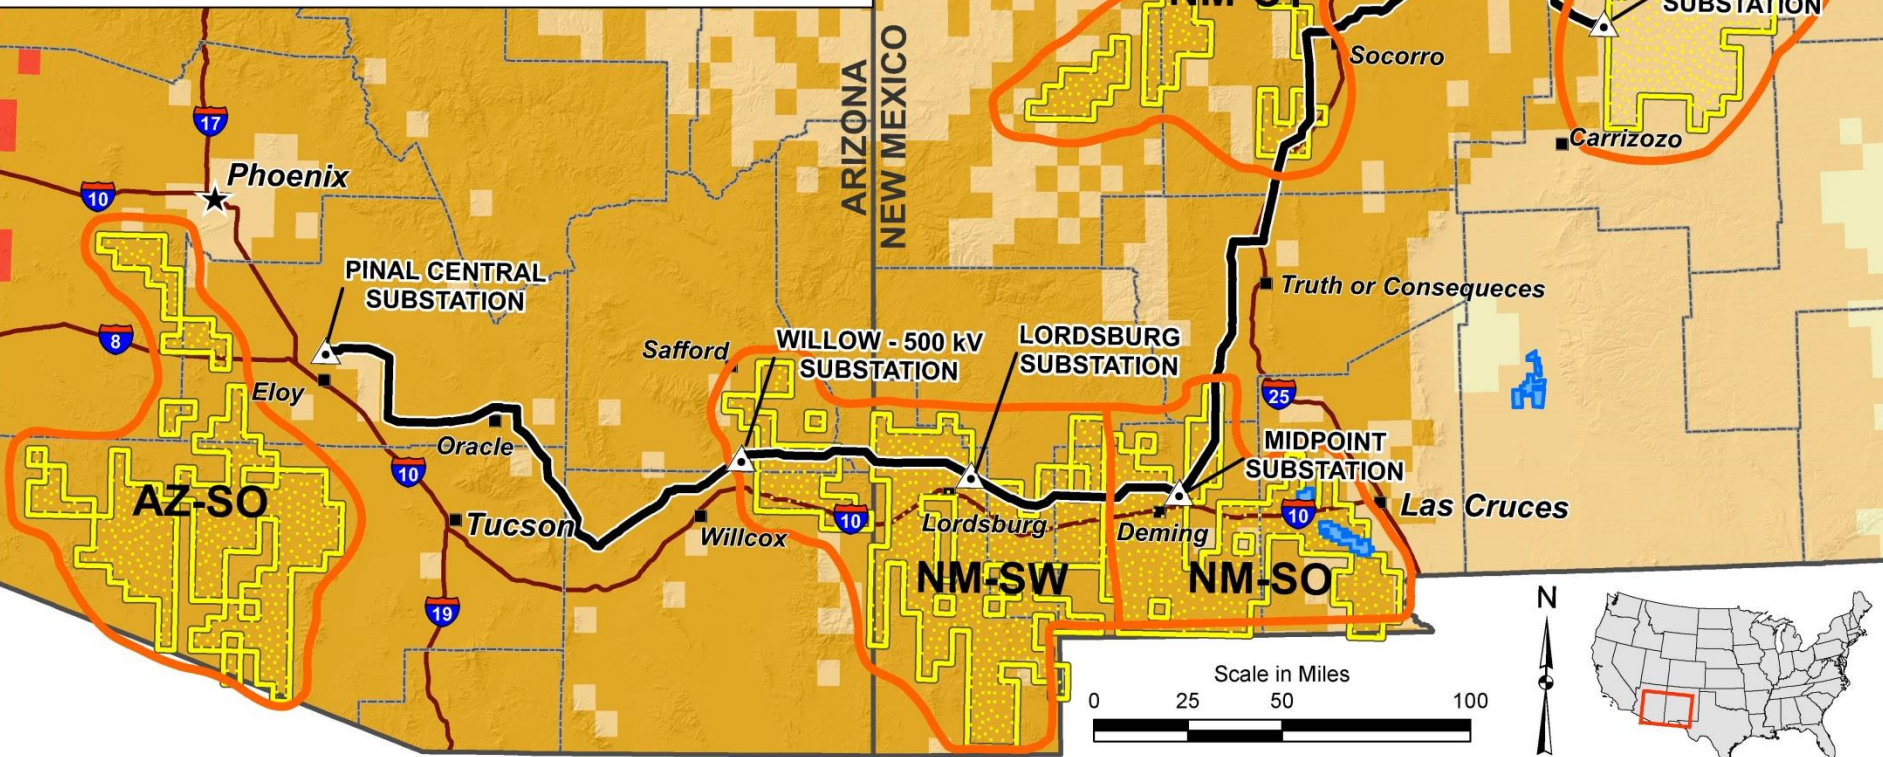 SUBSTATION
Socorro
Carrizozo
ARIZONA
NEW MEXICO
17
Phoenix
10
PINAL CENTRAL
SUBSTATION
Truth or Consequeces
8
WILLOW - 500 kV
SUBSTATION
LORDSBURG
SUBSTATION
Safford
Eloy
25
Oracle
MIDPOINT
SUBSTATION
10
AZ-SO
Tucson
Willcox
10
Lordsburg
Deming
10
Las Cruces
NM-SW
NM-SO
19
N
Scale in Miles
0 25 50 100